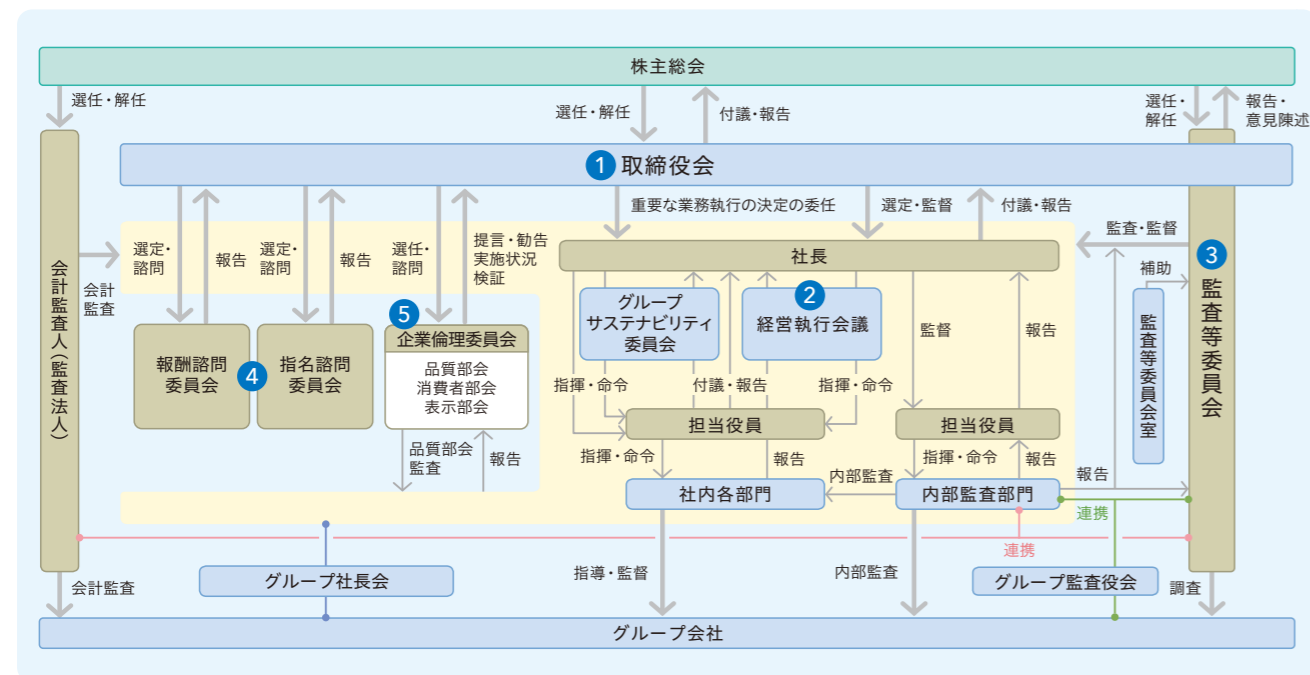 株主総会
選任・解任
選任・解任
付議・報告
選任・
解任
報告・
意見陳述
1 取締役会
重要な業務執行の決定の委任
選定・監督
付議・報告
選定・
諮問
報告
選定・
諮問
報告
選任・
諮問
提言・勧告
実施状況
検証
社長
監査・監督
会計監査人(監査法人)
会計
監査
報酬諮問
委員会
4
指名諮問
委員会
5
企業倫理委員会
品質部会
消費者部会
表示部会
品質部会
監査
報告
グループ
サステナビリティ
委員会
2
経営執行会議
監督
報告
補助
監査等委員会室
3
監査等委員会
指揮・命令
付議・報告
指揮・命令
担当役員
担当役員
指揮・命令
報告
指揮・命令
報告
社内各部門
内部監査
内部監査部門
報告
連携
連携
会計監査
グループ社長会
指導・監督
内部監査
グループ監査役会
調査
グループ会社